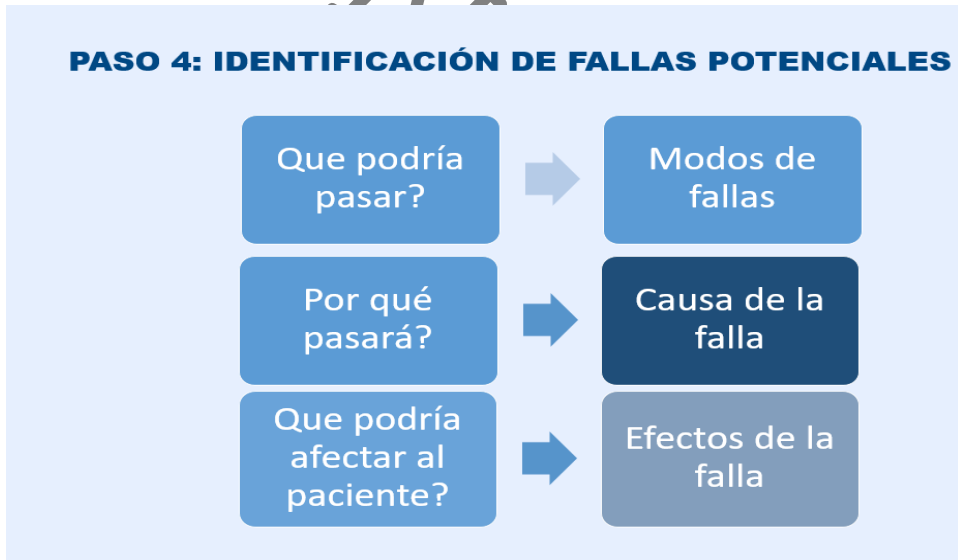 PASO 4: IDENTIFICACIÓN DE FALLAS POTENCIALES
Que podría
pasar?
Modos de
fallas
Por qué
pasará?
Causa de la
falla
Que podría
afectar al
paciente?
Efectos de la
falla